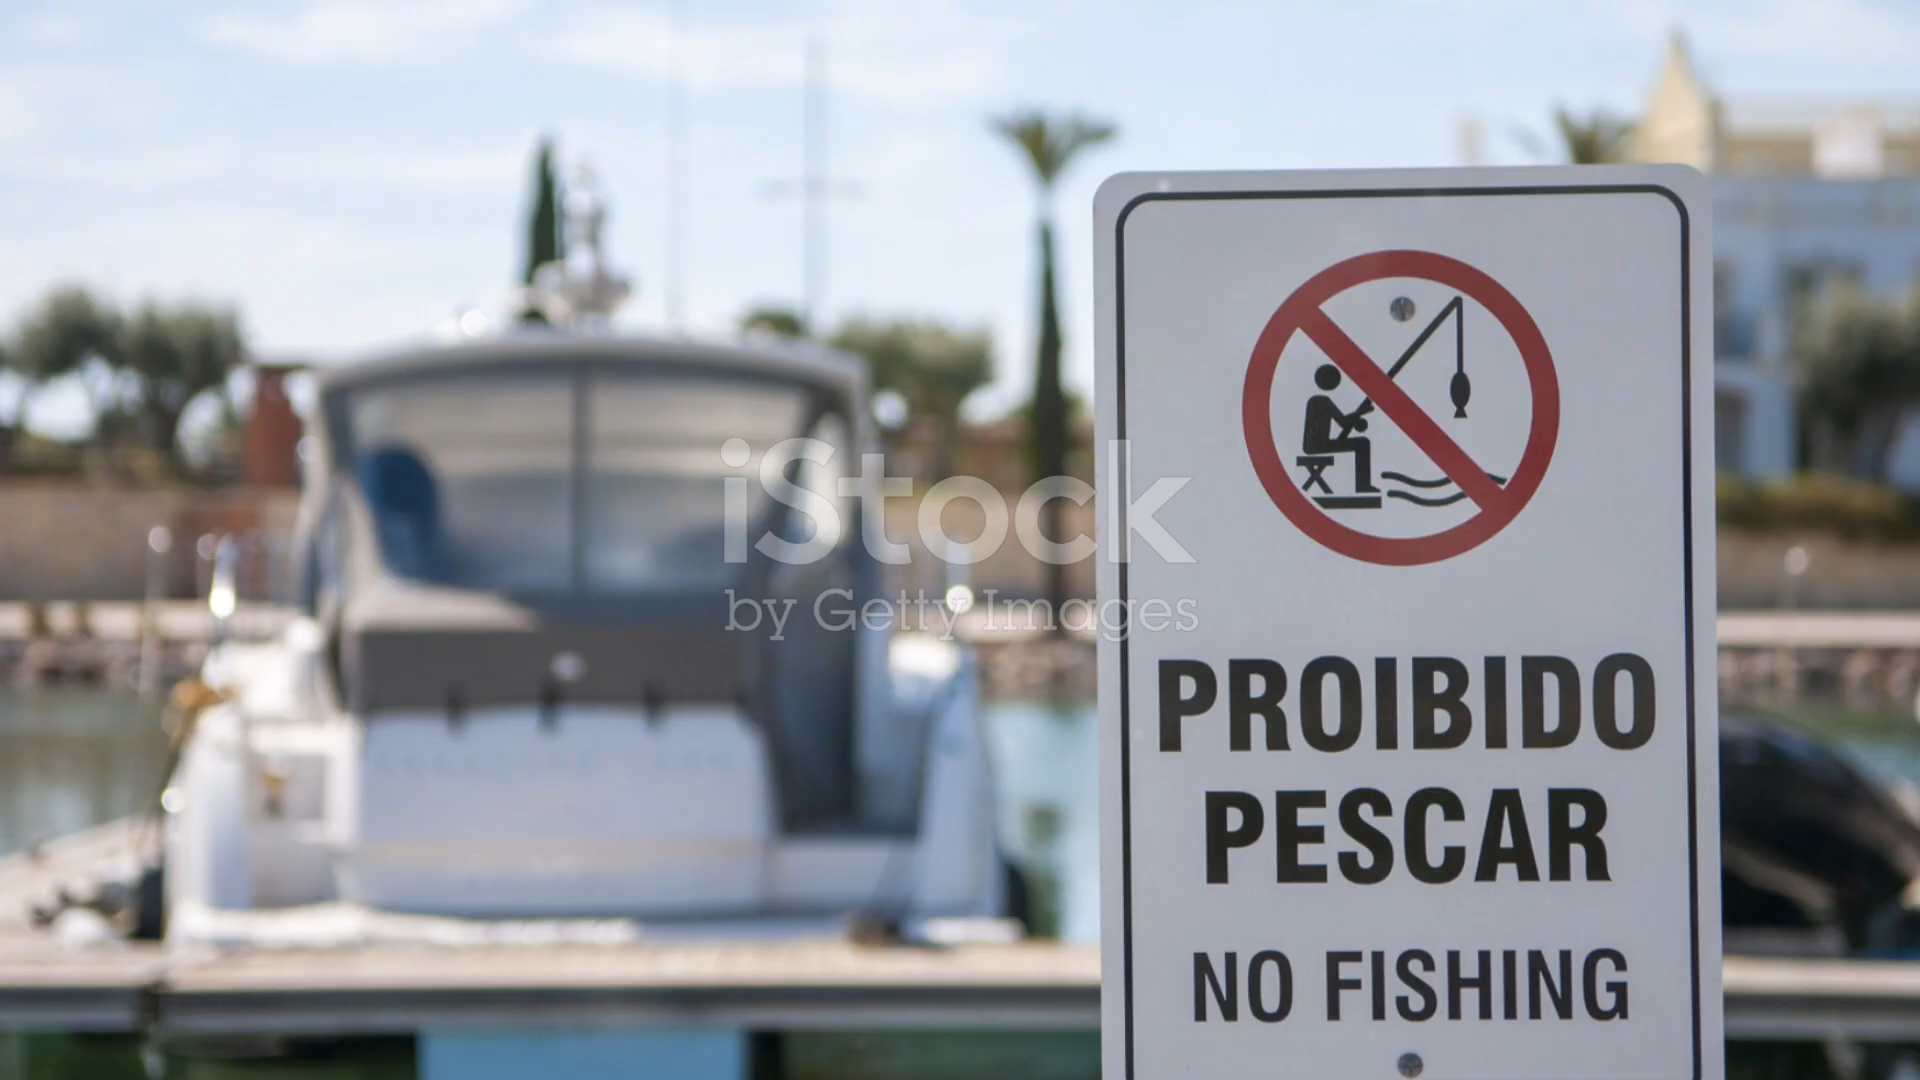 PROIBIDO
PESCAR
NO FISHING
iStock
by Getty Images